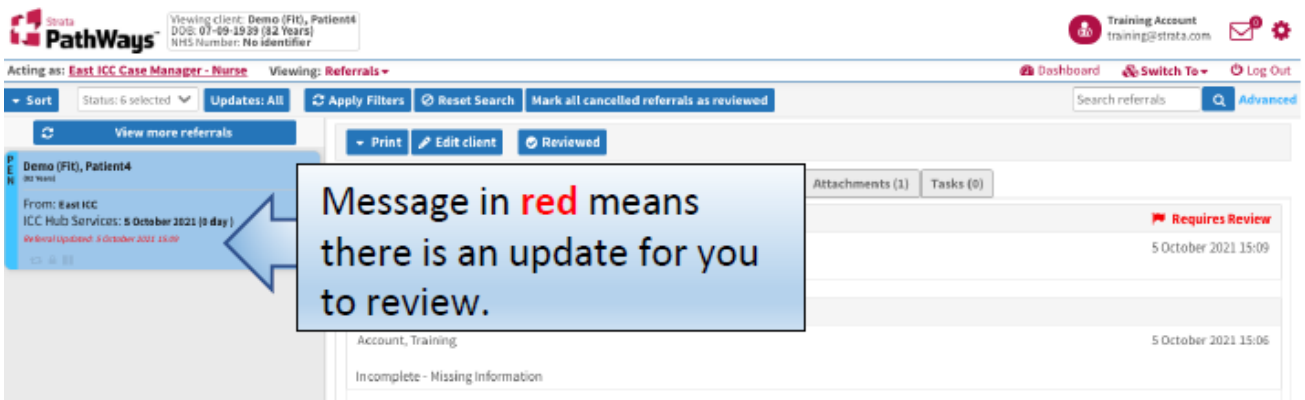 Strata PathWays
Viewing client: Demo (Fit), Patient4
DOB: 07-09-1939 (82 Years)
NHS Number: No identifier
Training Account
training@strata.com
0
Acting as: East ICC Case Manager - Nurse Viewing: Referrals
Dashboard Switch To Log Out
Sort Status: 6 selected Updates: All Apply Filters Reset Search Mark all cancelled referrals as reviewed Search referrals Advanced
View more referrals
Print Edit client Reviewed
PEN
Demo (Fit), Patient4
(82 Years)
From: East ICC
ICC Hub Services: 5 October 2021 (0 day )
Referral Updated: 5 October 2021 15:09
Attachments (1) Tasks (0)
Message in red means
there is an update for you
to review.
Requires Review
5 October 2021 15:09
Account, Training 5 October 2021 15:06
Incomplete - Missing Information